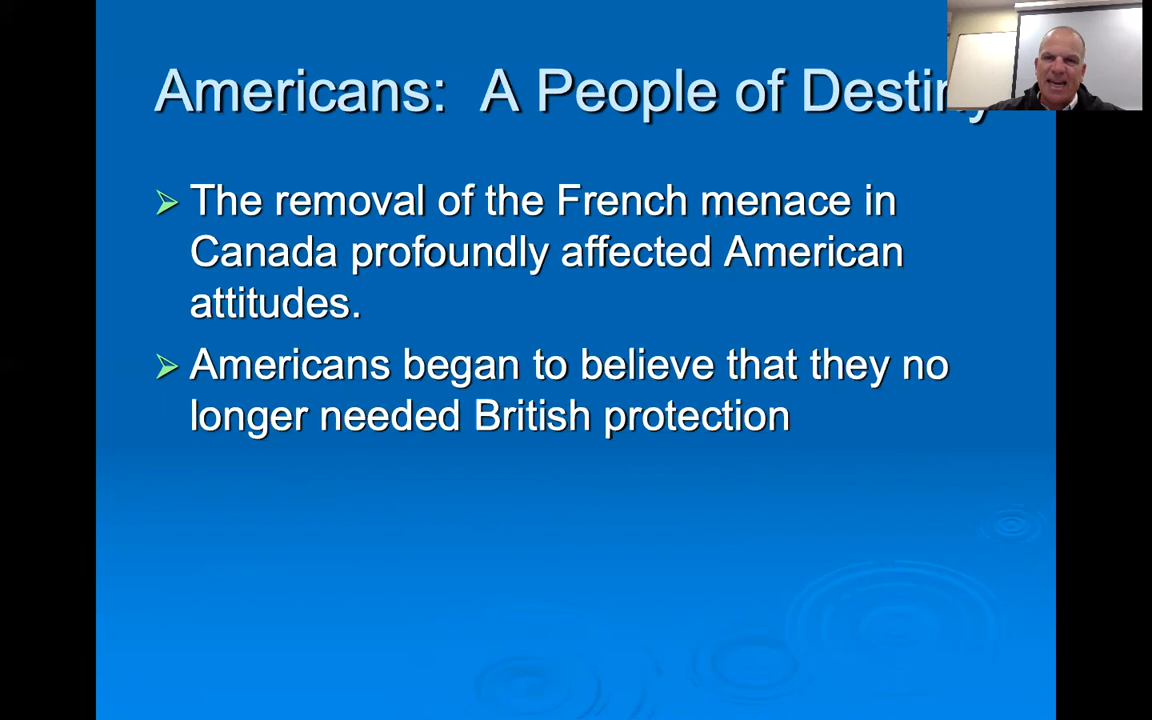 Americans: A People of Destiny
The removal of the French menace in
Canada profoundly affected American
attitudes.
Americans began to believe that they no
longer needed British protection